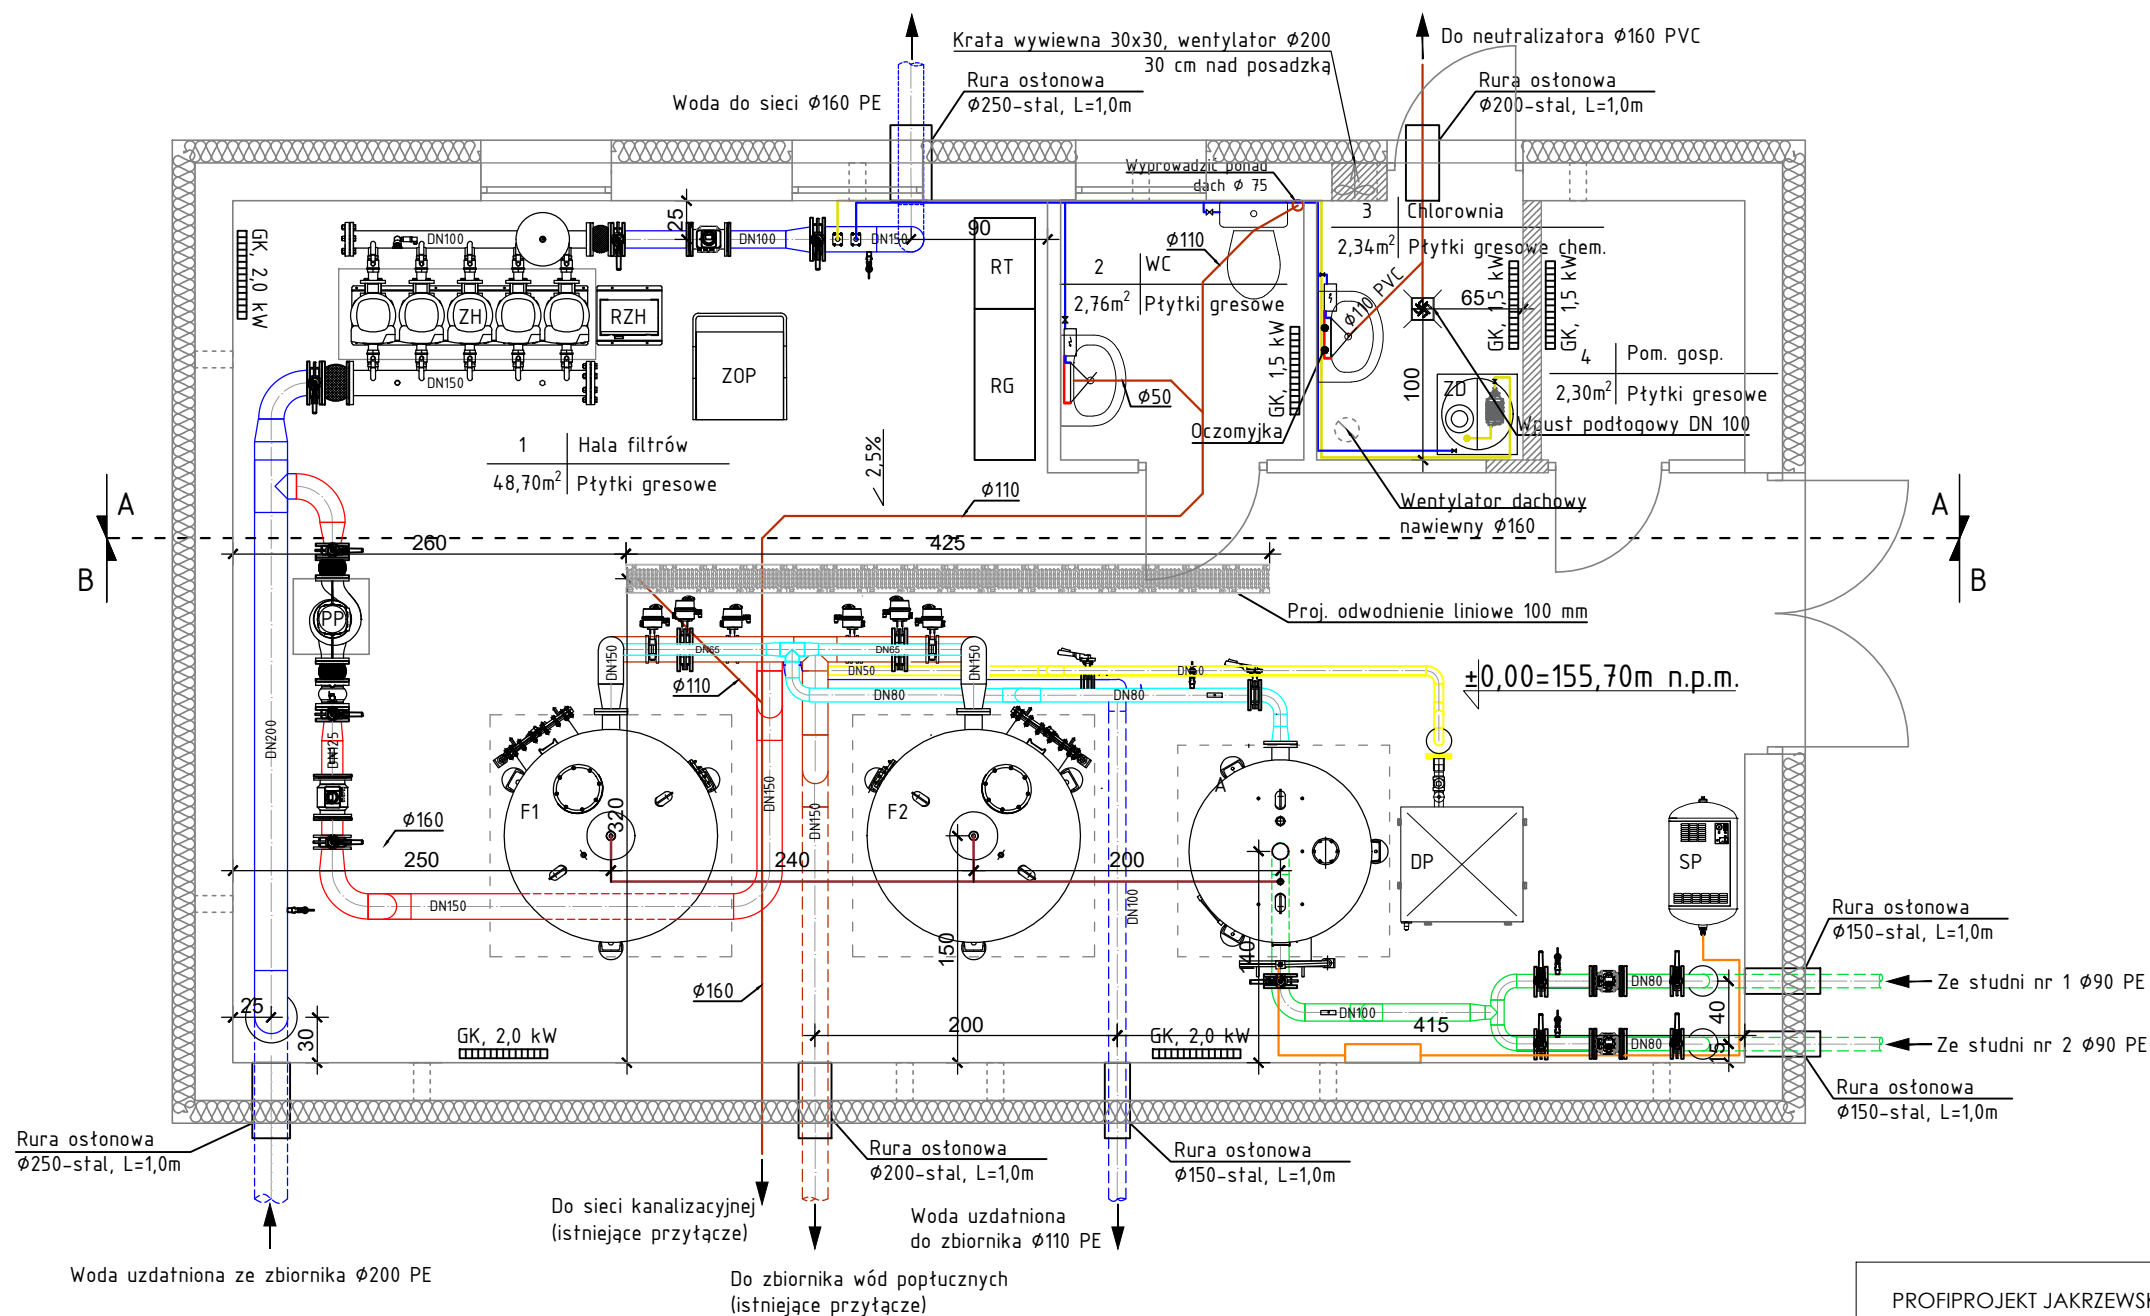 Krata wywiewna 30x30, wentylator Ø200
30 cm nad posadzką
Do neutralizatora Ø160 PVC
Rura osłonowa
Ø250-stal, L=1,0m
Rura osłonowa
Ø200-stal, L=1,0m
Woda do sieci Ø160 PE
Wyprowadzić ponad
dach Ø 75
25
DN100
DN100
DN150
90
GK, 2,0 kW
ZH
RZH
DN150
ZOP
RT
RG
Ø110
2
WC
2,76m²
Płytki gresowe
3
Chlorownia
2,34m²
Płytki gresowe chem.
Ø110 PVC
65
GK, 1,5 kW
GK, 1,5 kW
GK, 1,5 kW
4
Pom. gosp.
2,30m²
Płytki gresowe
ZD
100
Ø50
Oczomyjka
Wpust podłogowy DN 100
1
Hala filtrów
48,70m²
Płytki gresowe
2,5%
Ø110
Wentylator dachowy
nawiewny Ø160
A
A
B
B
260
425
PP
Proj. odwodnienie liniowe 100 mm
DN150
DN65
DN65
DN150
DN50
DN50
DN80
DN80
Ø110
±0,00=155,70m n.p.m.
DN200
DN125
DN150
DN150
F1
320
F2
A
DP
SP
Ø160
250
240
200
DN150
DN100
150
140
Ø160
Rura osłonowa
Ø150-stal, L=1,0m
DN80
Ze studni nr 1 Ø90 PE
40
DN100
415
DN80
15
Ze studni nr 2 Ø90 PE
25
30
GK, 2,0 kW
200
GK, 2,0 kW
Rura osłonowa
Ø150-stal, L=1,0m
Rura osłonowa
Ø250-stal, L=1,0m
Rura osłonowa
Ø200-stal, L=1,0m
Rura osłonowa
Ø150-stal, L=1,0m
Do sieci kanalizacyjnej
(istniejące przyłącze)
Woda uzdatniona
do zbiornika Ø110 PE
Woda uzdatniona ze zbiornika Ø200 PE
Do zbiornika wód popłucznych
(istniejące przyłącze)
PROFIPROJEKT JAKRZEWSK